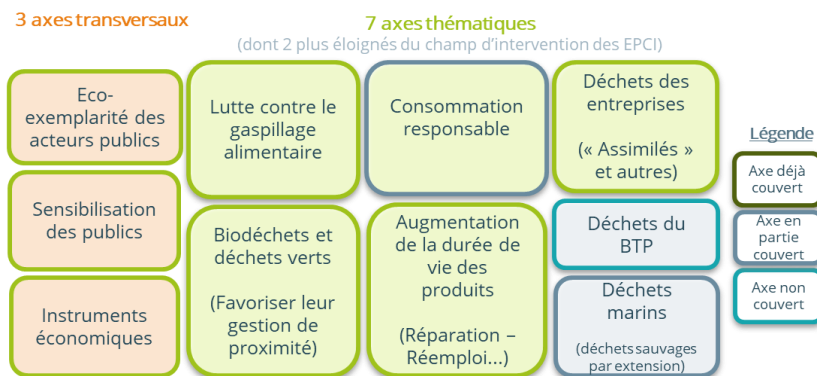 3 axes transversaux
7 axes thématiques
(dont 2 plus éloignés du champ d'intervention des EPCI)
Eco-
exemplarité des
acteurs publics
Sensibilisation
des publics
Instruments
économiques
Lutte contre le
gaspillage
alimentaire
Biodéchets et
déchets verts
(Favoriser leur
gestion de
proximité)
Consommation
responsable
Augmentation
de la durée de
vie des
produits
(Réparation –
Réemploi...)
Déchets des
entreprises
(« Assimilés »
et autres)
Déchets du
BTP
Déchets
marins
(déchets sauvages
par extension)
Légende
Axe déjà
couvert
Axe en
partie
couvert
Axe non
couvert